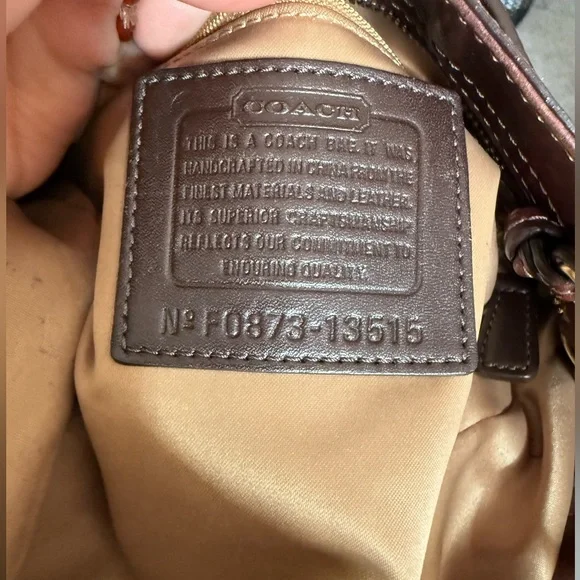 COACH
THIS IS A COACH BAG. IT WAS
HANDCRAFTED IN CHINA FROM THE
FINEST MATERIALS AND LEATHER.
ITS SUPERIOR CRAFTSMANSHIP
REFLECTS OUR COMMITMENT TO
ENDURING QUALITY.
Nº F0873-13515